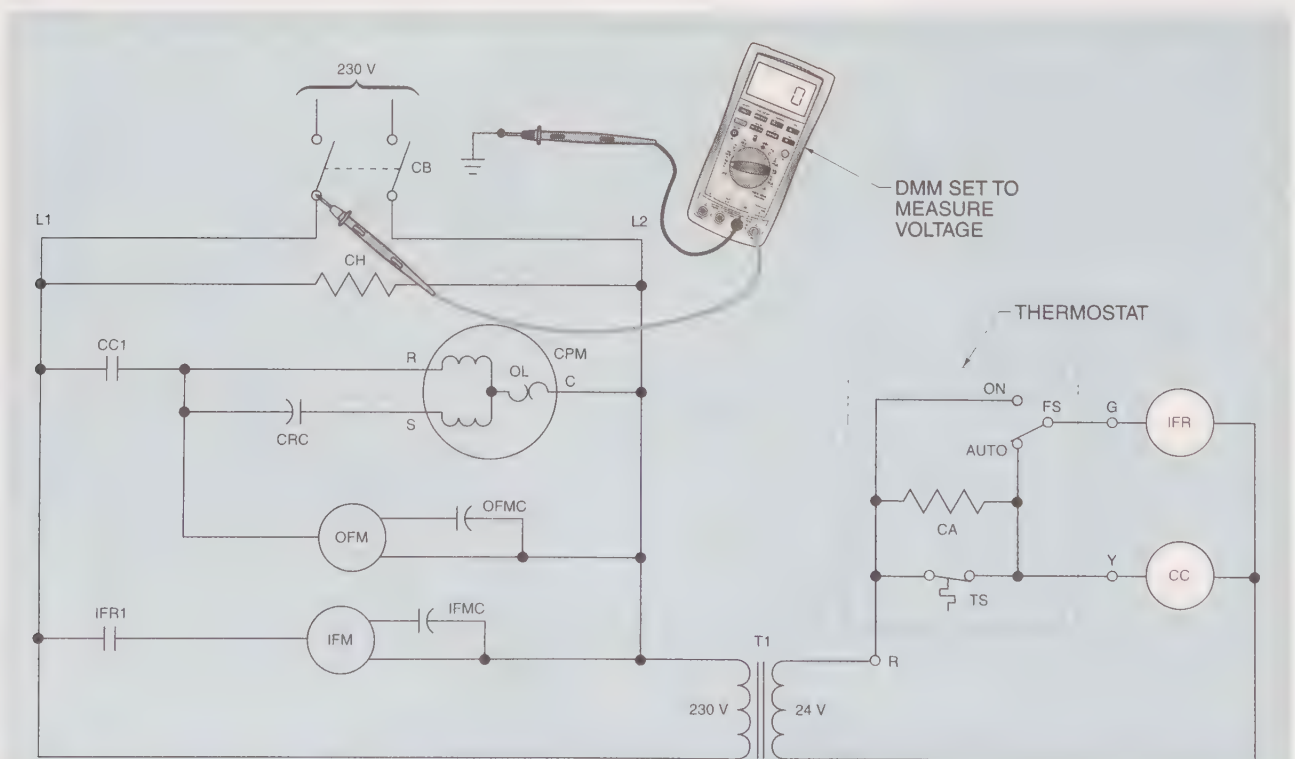 230 V
CB
0
DMM SET TO
MEASURE
VOLTAGE
L1
L2
CH
THERMOSTAT
CC1
R
CPM
OL
C
S
CRC
ON
FS
G
IFR
AUTO
CA
OFM
OFMC
Y
CC
TS
IFR1
IFM
IFMC
T1
R
230 V
24 V